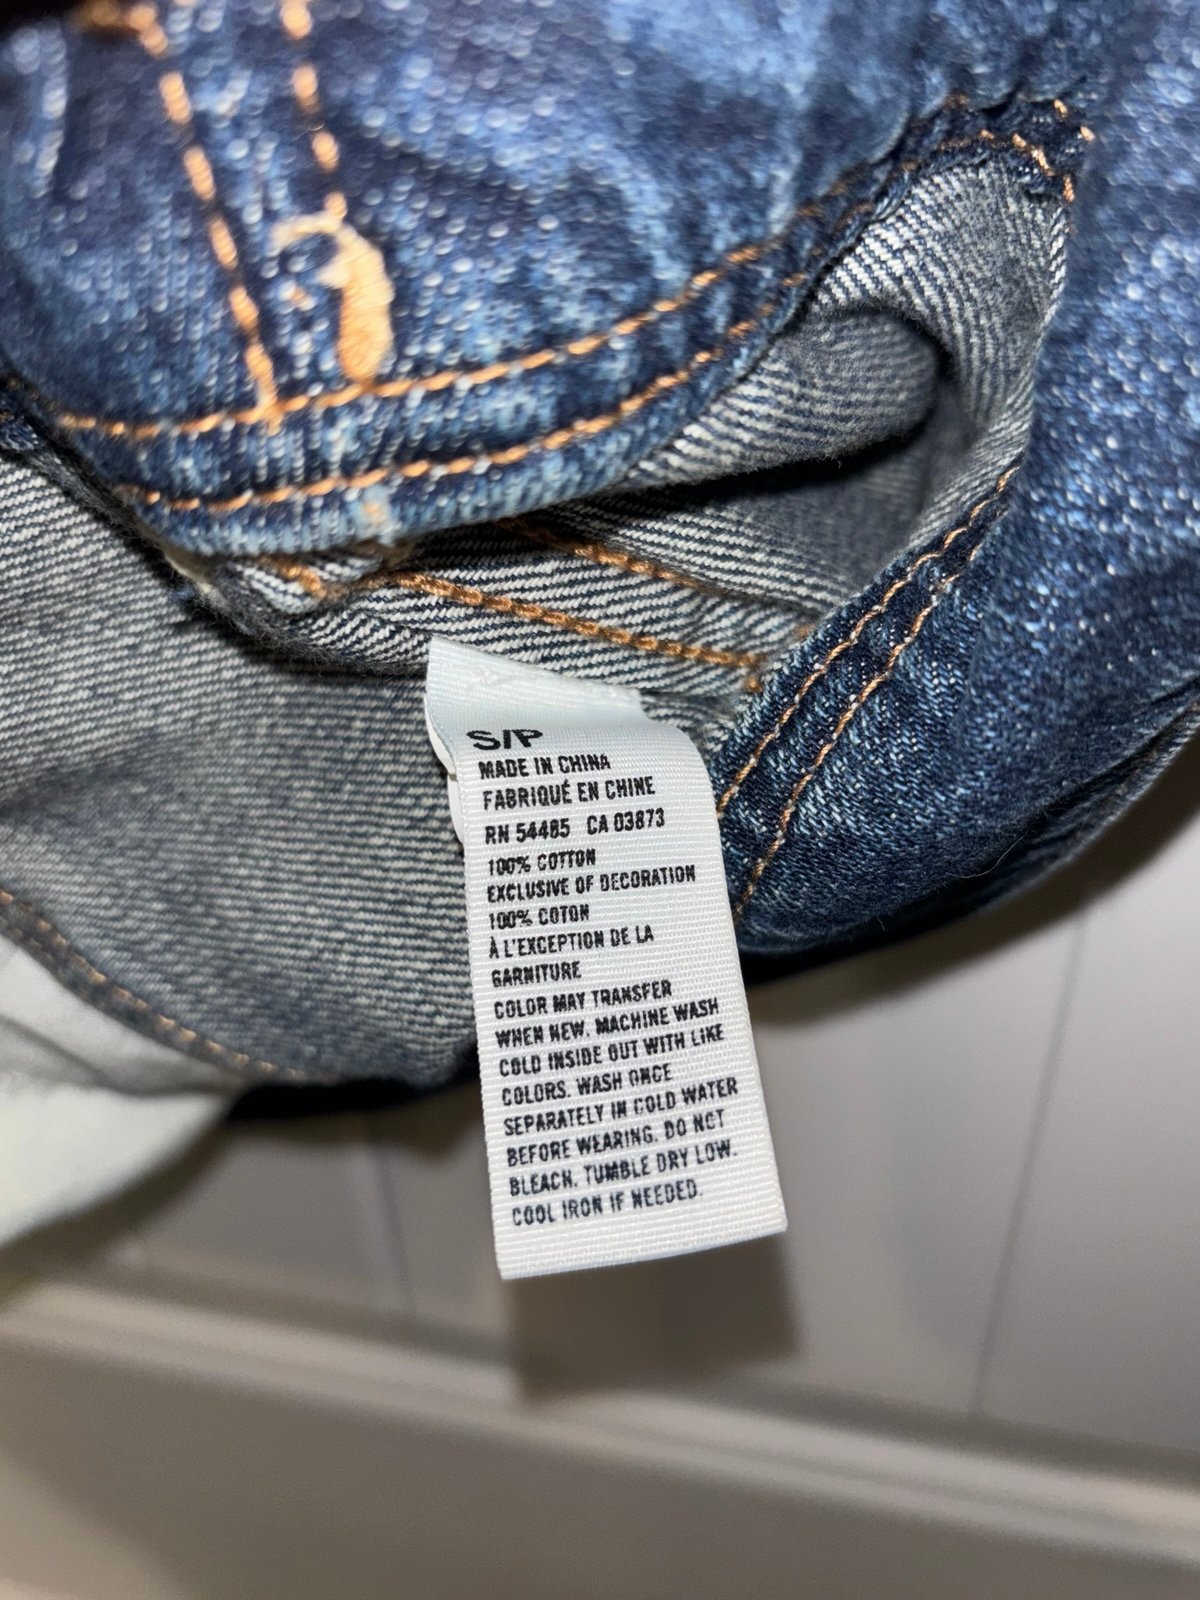 S/P
MADE IN CHINA
FABRIQUÉ EN CHINE
RN 54485 CA 03873
100% COTTON
EXCLUSIVE OF DECORATION
100% COTON
À L'EXCEPTION DE LA
GARNITURE
COLOR MAY TRANSFER
WHEN NEW. MACHINE WASH
COLD INSIDE OUT WITH LIKE
COLORS. WASH ONCE
SEPARATELY IN COLD WATER
BEFORE WEARING. DO NOT
BLEACH. TUMBLE DRY LOW.
COOL IRON IF NEEDED.